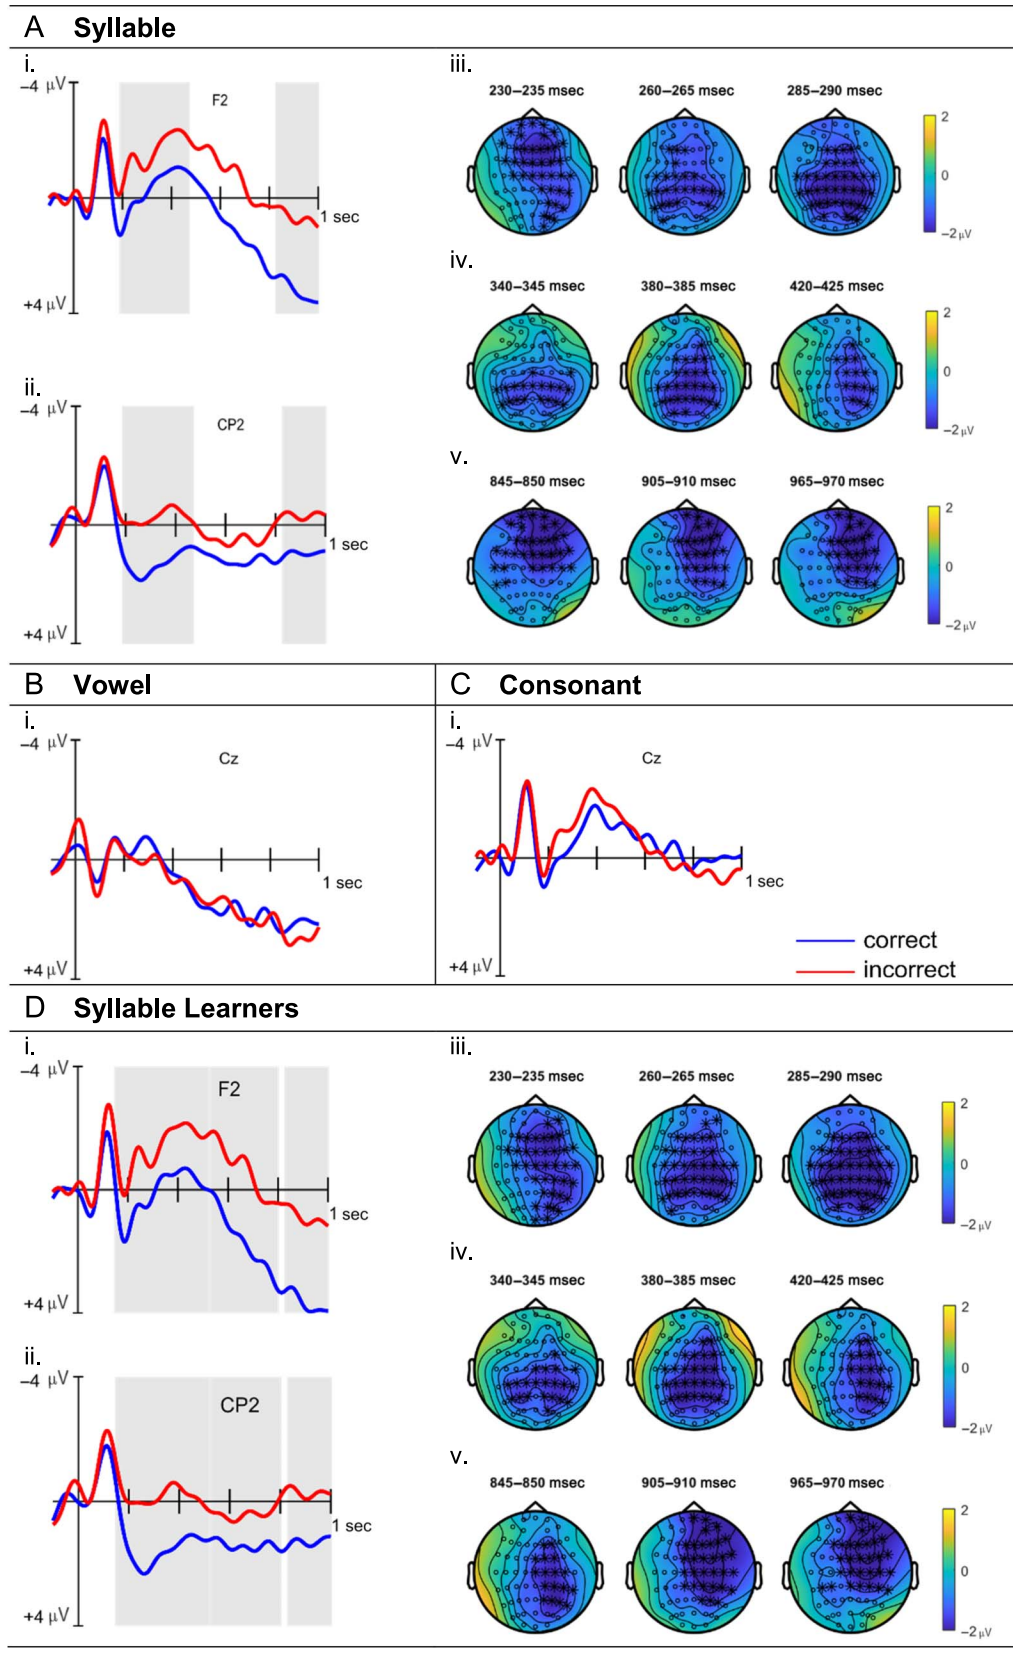 A Syllable
i.
−4 µV
F2
1 sec
+4 µV
ii.
−4 µV
CP2
1 sec
+4 µV
iii.
230–235 msec 260–265 msec 285–290 msec
2
0
−2 µV
iv.
340–345 msec 380–385 msec 420–425 msec
2
0
−2 µV
v.
845–850 msec 905–910 msec 965–970 msec
2
0
−2 µV
B Vowel
i.
−4 µV
Cz
1 sec
+4 µV
C Consonant
i.
−4 µV
Cz
1 sec
+4 µV
correct
incorrect
D Syllable Learners
i.
−4 µV
F2
1 sec
+4 µV
ii.
−4 µV
CP2
1 sec
+4 µV
iii.
230–235 msec 260–265 msec 285–290 msec
2
0
−2 µV
iv.
340–345 msec 380–385 msec 420–425 msec
2
0
−2 µV
v.
845–850 msec 905–910 msec 965–970 msec
2
0
−2 µV